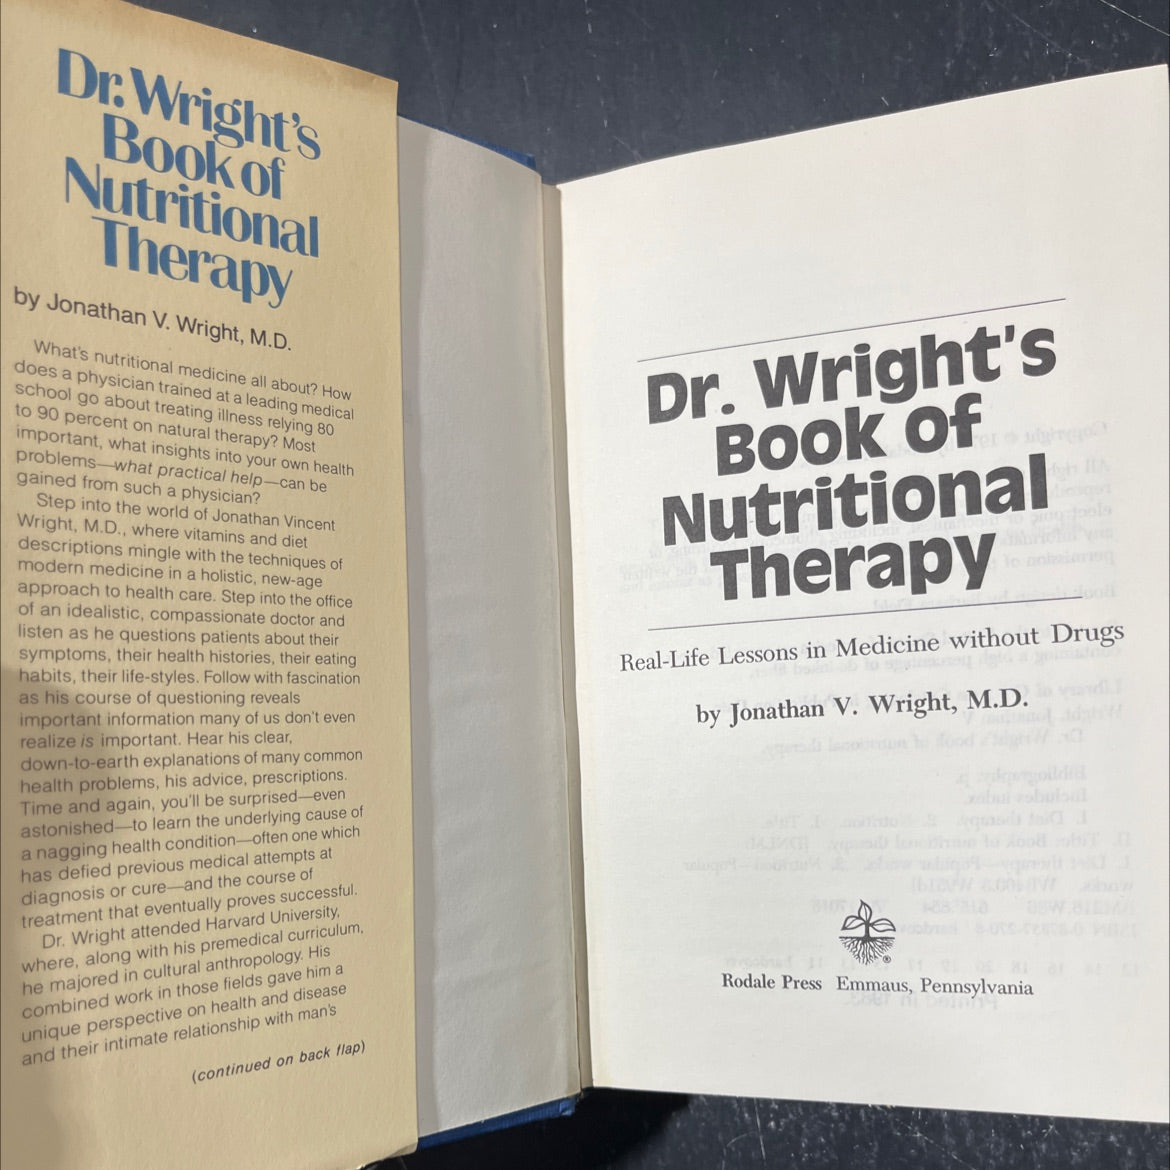 Dr. Wright's
Book of
Nutritional
Therapy
by Jonathan V. Wright, M.D.
What's nutritional medicine all about? How
does a physician trained at a leading medical
school go about treating illness relying 80
to 90 percent on natural therapy? Most
important, what insights into your own health
problems—what practical help—can be
gained from such a physician?
Step into the world of Jonathan Vincent
Wright, M.D., where vitamins and diet
descriptions mingle with the techniques of
modern medicine in a holistic, new-age
approach to health care. Step into the office
of an idealistic, compassionate doctor and
listen as he questions patients about their
symptoms, their health histories, their eating
habits, their life-styles. Follow with fascination
as his course of questioning reveals
important information many of us don't even
realize is important. Hear his clear,
down-to-earth explanations of many common
health problems, his advice, prescriptions.
Time and again, you'll be surprised—even
astonished—to learn the underlying cause of
a nagging health condition—often one which
has defied previous medical attempts at
diagnosis or cure—and the course of
treatment that eventually proves successful.
Dr. Wright attended Harvard University,
where, along with his premedical curriculum,
he majored in cultural anthropology. His
combined work in those fields gave him a
unique perspective on health and disease
and their intimate relationship with man's
(continued on back flap)
Dr. Wright's
Book of
Nutritional
Therapy
Real-Life Lessons in Medicine without Drugs
by Jonathan V. Wright, M.D.
®
Rodale Press Emmaus, Pennsylvania